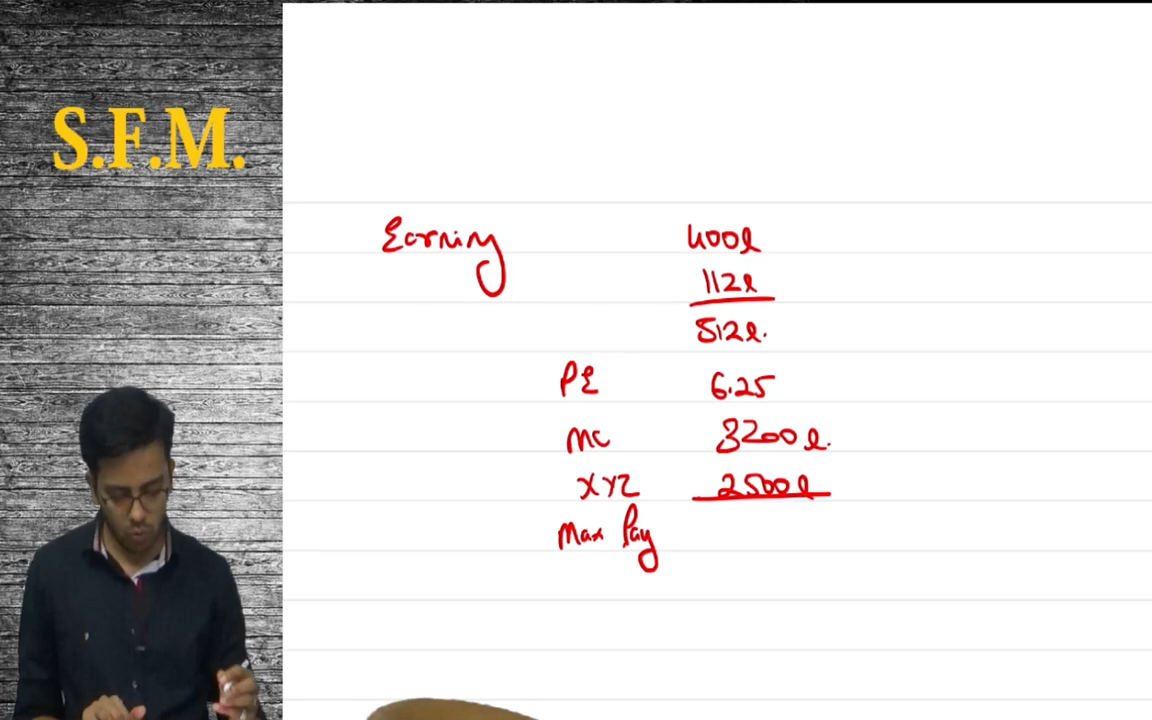 S.F.M.
Earning 400l
112l
512l.
PE 6.25
MC 3200l.
XYZ 2500l
Max Pay